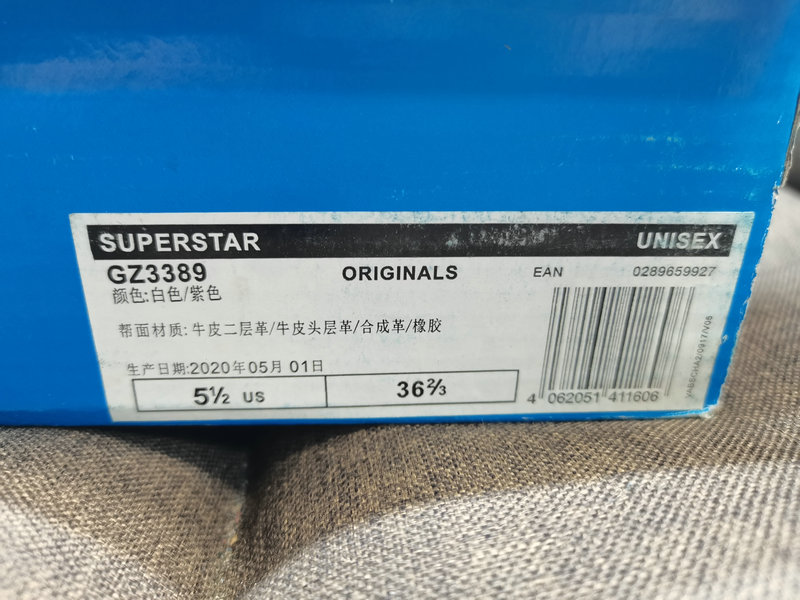 SUPERSTAR UNISEX
GZ3389 ORIGINALS EAN 0289659927
颜色:白色/紫色
帮面材质: 牛皮二层革/牛皮头层革/合成革/橡胶
生产日期:2020年05月 01日
5½ US 36⅔
4 062051 411606